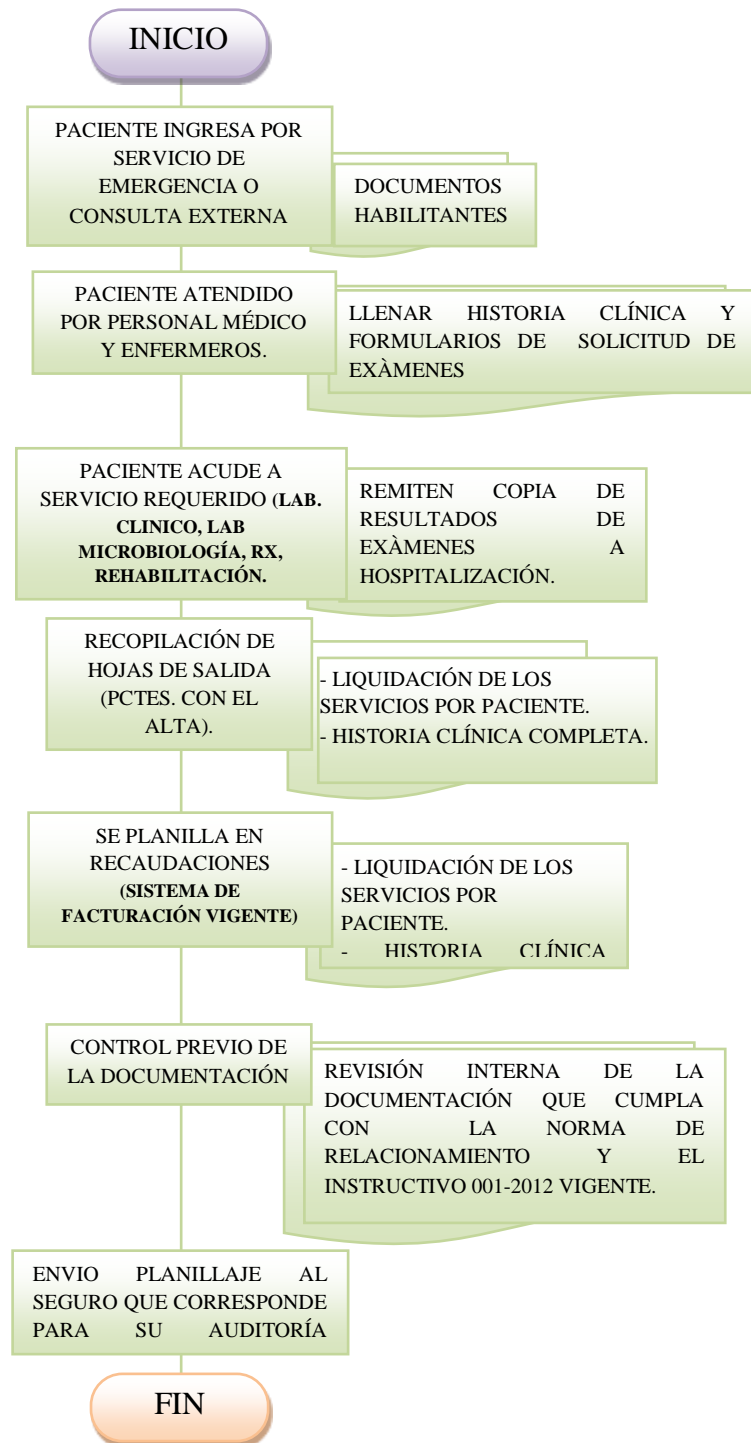 INICIO
PACIENTE INGRESA POR
SERVICIO DE
EMERGENCIA O
CONSULTA EXTERNA
DOCUMENTOS
HABILITANTES
PACIENTE ATENDIDO
POR PERSONAL MÉDICO
Y ENFERMEROS.
LLENAR HISTORIA CLÍNICA Y
FORMULARIOS DE SOLICITUD DE
EXÀMENES
PACIENTE ACUDE A
SERVICIO REQUERIDO (LAB.
CLINICO, LAB
MICROBIOLOGÍA, RX,
REHABILITACIÓN.
REMITEN COPIA DE
RESULTADOS DE
EXÀMENES A
HOSPITALIZACIÓN.
RECOPILACIÓN DE
HOJAS DE SALIDA
(PCTES. CON EL
ALTA).
- LIQUIDACIÓN DE LOS
SERVICIOS POR PACIENTE.
- HISTORIA CLÍNICA COMPLETA.
SE PLANILLA EN
RECAUDACIONES
(SISTEMA DE
FACTURACIÓN VIGENTE)
- LIQUIDACIÓN DE LOS
SERVICIOS POR
PACIENTE.
- HISTORIA CLÍNICA
CONTROL PREVIO DE
LA DOCUMENTACIÓN
REVISIÓN INTERNA DE LA
DOCUMENTACIÓN QUE CUMPLA
CON LA NORMA DE
RELACIONAMIENTO Y EL
INSTRUCTIVO 001-2012 VIGENTE.
ENVIO PLANILLAJE AL
SEGURO QUE CORRESPONDE
PARA SU AUDITORÍA
FIN